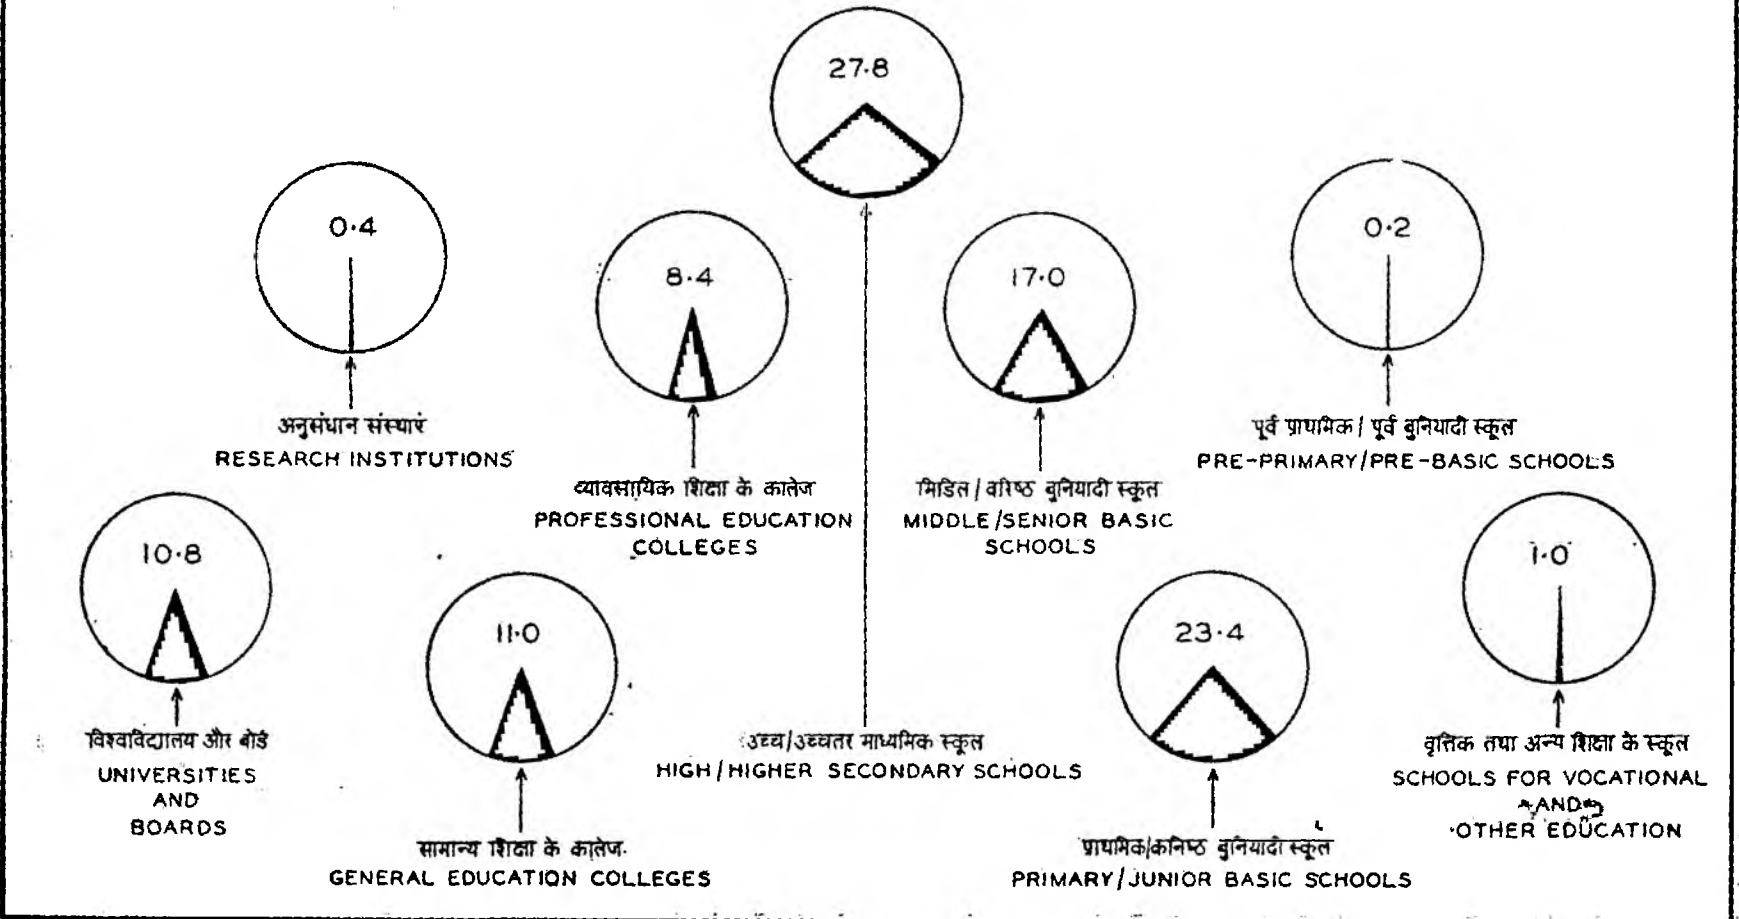 27·8
0·4
8·4
17·0
0·2
अनुसंधान संस्थाएं
RESEARCH INSTITUTIONS
पूर्व प्राथमिक / पूर्व बुनियादी स्कूल
PRE-PRIMARY/PRE-BASIC SCHOOLS
व्यावसायिक शिक्षा के कालेज
PROFESSIONAL EDUCATION
COLLEGES
मिडिल / वरिष्ठ बुनियादी स्कूल
MIDDLE/SENIOR BASIC
SCHOOLS
10·8
11·0
23·4
1·0
विश्वविद्यालय और बोर्ड
UNIVERSITIES
AND
BOARDS
उच्च/उच्चतर माध्यमिक स्कूल
HIGH/HIGHER SECONDARY SCHOOLS
वृत्तिक तथा अन्य शिक्षा के स्कूल
SCHOOLS FOR VOCATIONAL
AND
OTHER EDUCATION
सामान्य शिक्षा के कालेज
GENERAL EDUCATION COLLEGES
प्राथमिक/कनिष्ठ बुनियादी स्कूल
PRIMARY/JUNIOR BASIC SCHOOLS